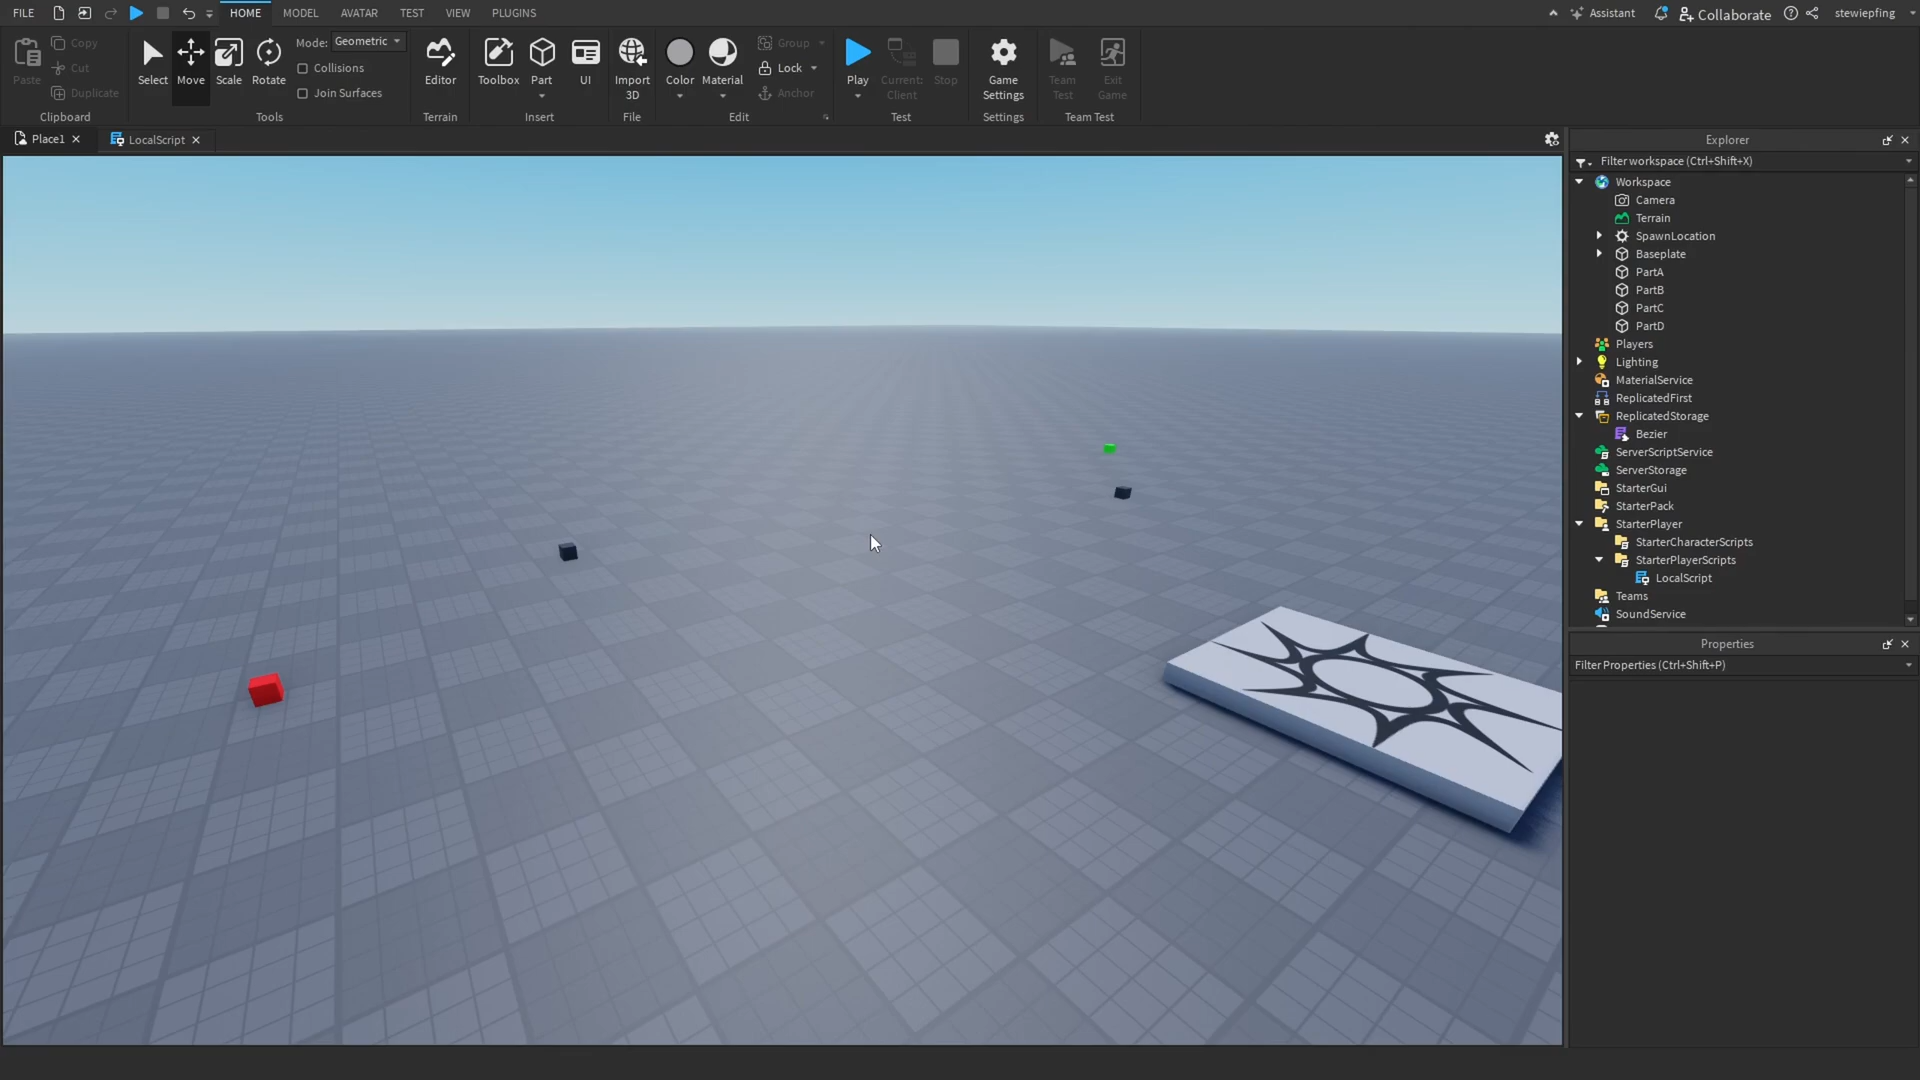 FILE HOME MODEL AVATAR TEST VIEW PLUGINS Assistant Collaborate stewiepfing
Paste Copy Cut Duplicate
Clipboard
Select Move Scale Rotate
Mode: Geometric
Collisions
Join Surfaces
Tools
Editor
Terrain
Toolbox Part UI
Insert
Import 3D
File
Color Material
Group
Lock
Anchor
Edit
Play Current: Client Stop
Test
Game Settings
Settings
Team Test Exit Game
Team Test
Place1 LocalScript
Explorer
Filter workspace (Ctrl+Shift+X)
Workspace
Camera
Terrain
SpawnLocation
Baseplate
PartA
PartB
PartC
PartD
Players
Lighting
MaterialService
ReplicatedFirst
ReplicatedStorage
Bezier
ServerScriptService
ServerStorage
StarterGui
StarterPack
StarterPlayer
StarterCharacterScripts
StarterPlayerScripts
LocalScript
Teams
SoundService
Properties
Filter Properties (Ctrl+Shift+P)